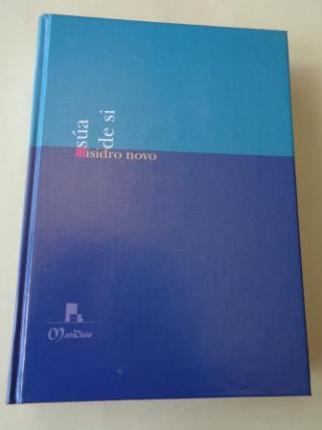 súa
de si
isidro novo